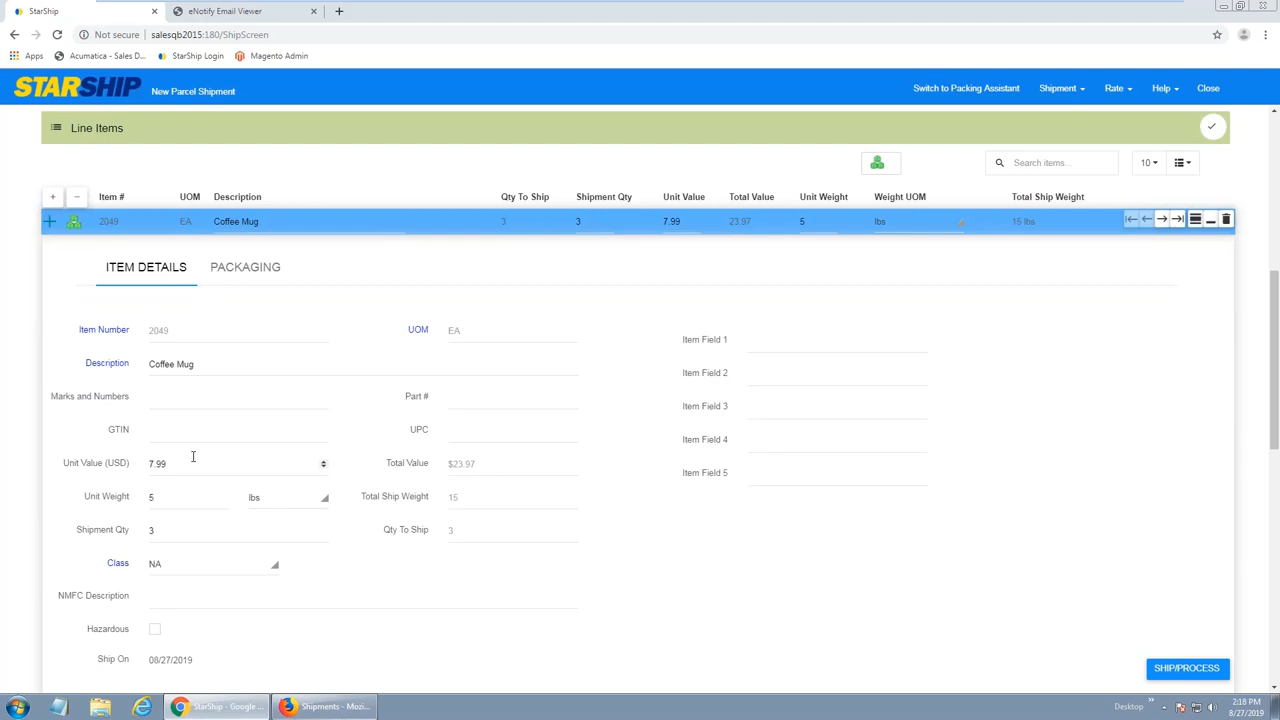 StarShip
eNotify Email Viewer
Not secure salesqb2015:180/ShipScreen
Apps Acumatica - Sales D... StarShip Login Magento Admin
STARSHIP New Parcel Shipment Switch to Packing Assistant Shipment Rate Help Close
Line Items
Search items... 10
Item # UOM Description Qty To Ship Shipment Qty Unit Value Total Value Unit Weight Weight UOM Total Ship Weight
2049 EA Coffee Mug 3 3 7.99 23.97 5 lbs 15 lbs
ITEM DETAILS PACKAGING
Item Number 2049 UOM EA Item Field 1
Description Coffee Mug Item Field 2
Marks and Numbers Part # Item Field 3
GTIN UPC Item Field 4
Unit Value (USD) 7.99 Total Value $23.97 Item Field 5
Unit Weight 5 lbs Total Ship Weight 15
Shipment Qty 3 Qty To Ship 3
Class NA
NMFC Description
Hazardous
Ship On 08/27/2019
SHIP/PROCESS
StarShip - Google ... Shipments - Mozi... Desktop » 2:18 PM
8/27/2019